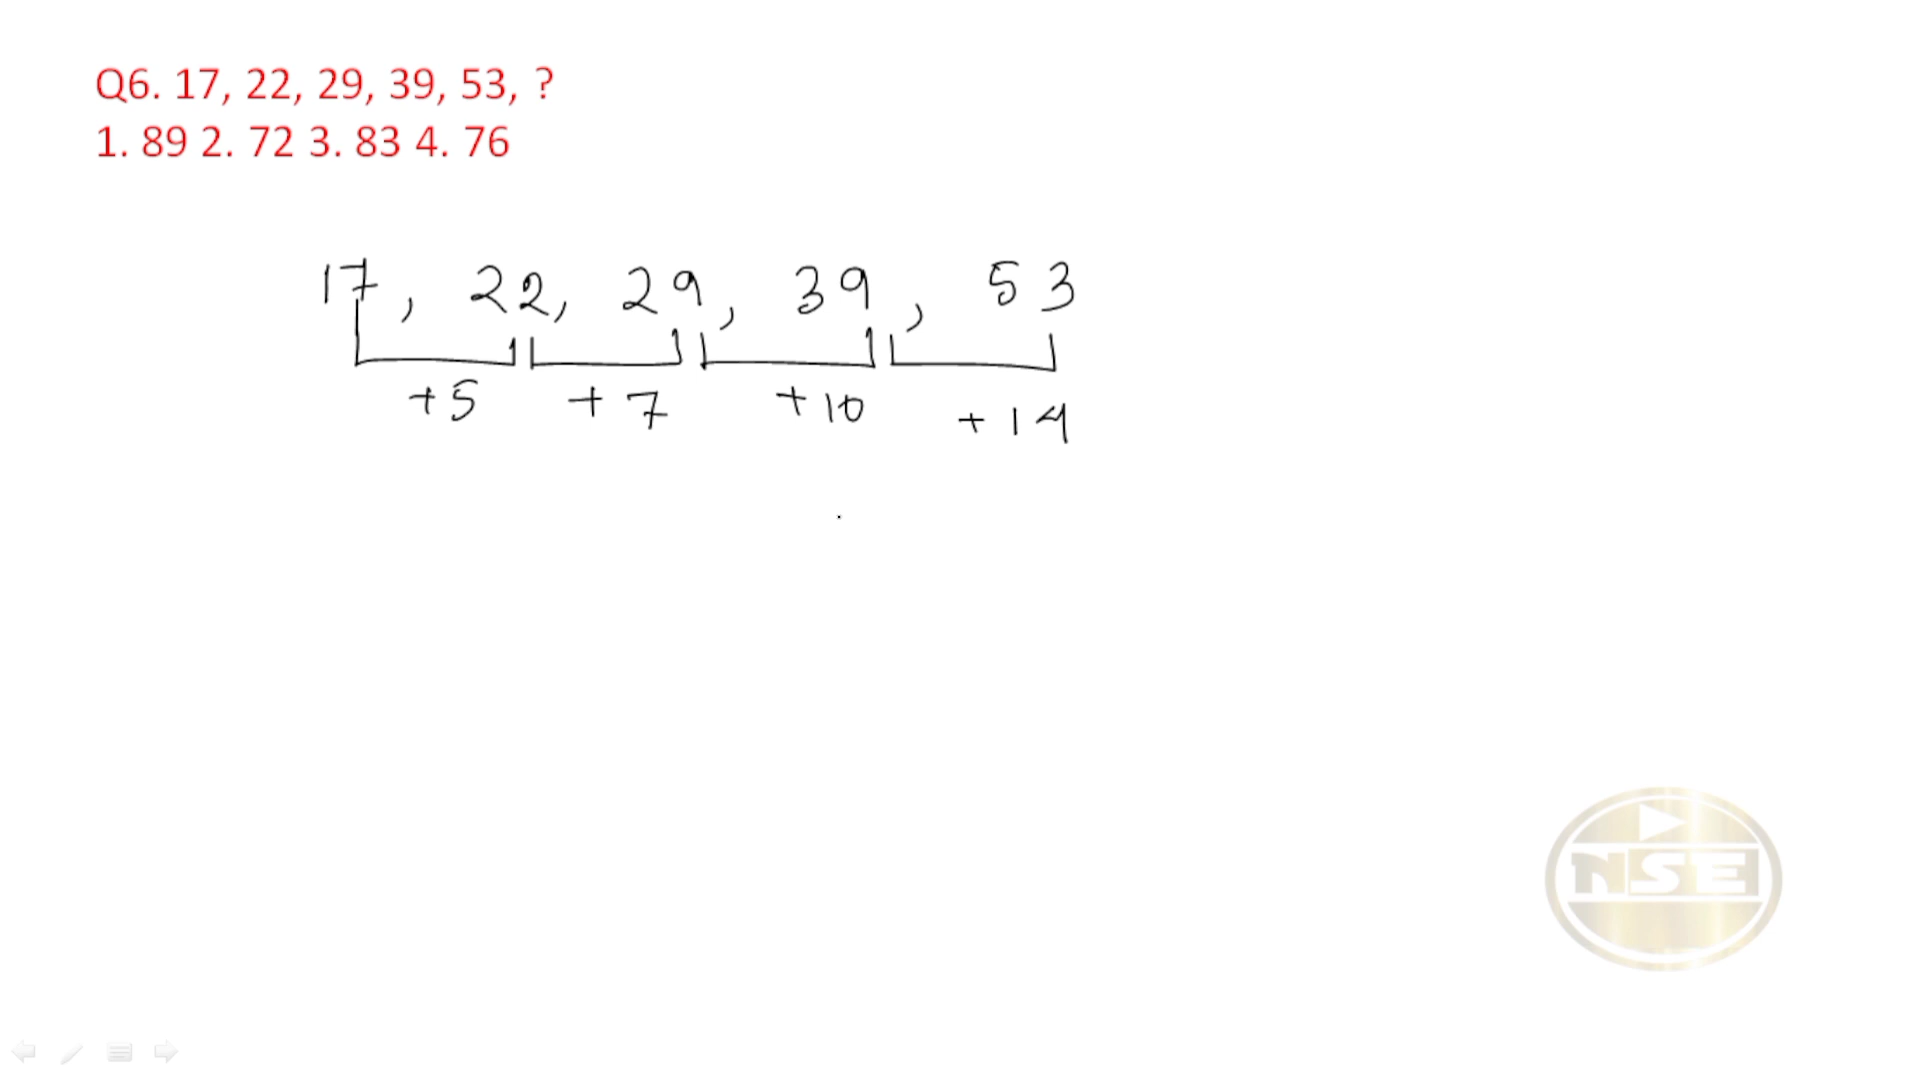 Q6. 17, 22, 29, 39, 53, ?
1. 89 2. 72 3. 83 4. 76
17, 22, 29, 39, 53
+5 +7 +10 +14
NSE